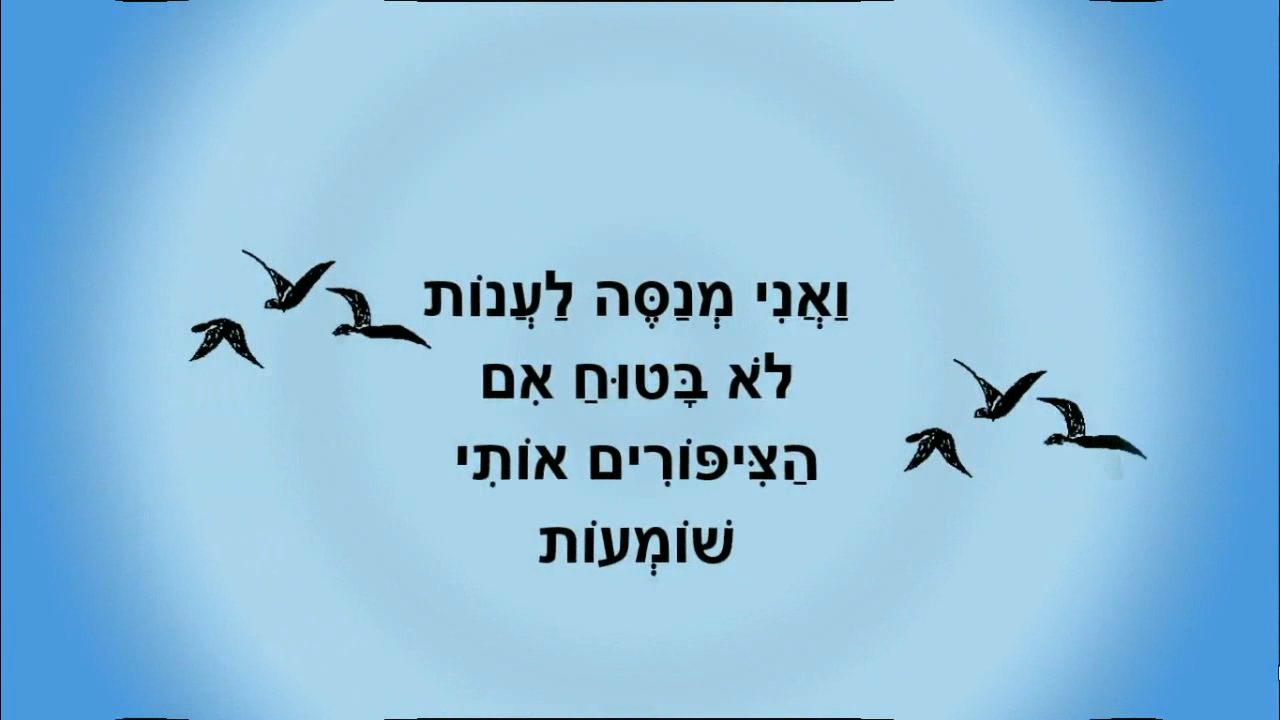 וַאֲנִי מְנַסֶּה לַעֲנוֹת
לֹא בָּטוּחַ אִם
הַצִּיפּוֹרִים אוֹתִי
שׁוֹמְעוֹת